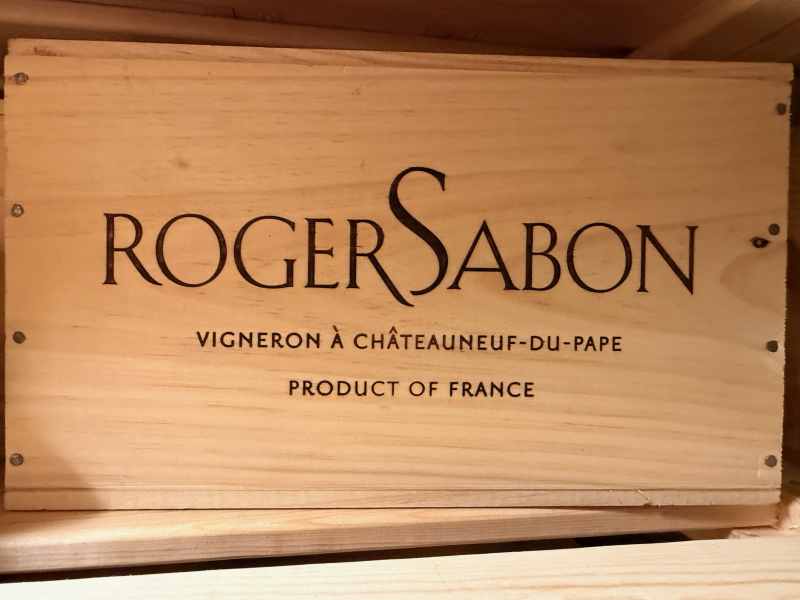 ROGERSABON
VIGNERON À CHÂTEAUNEUF-DU-PAPE
PRODUCT OF FRANCE